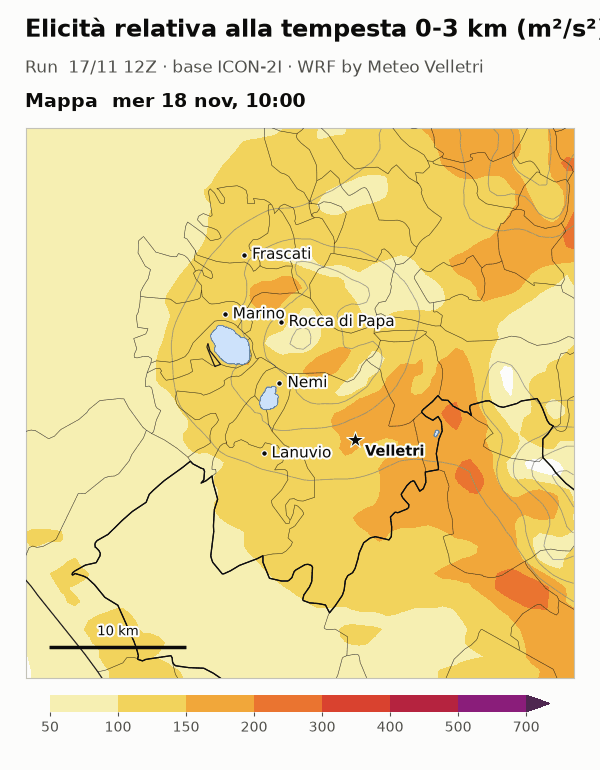 Elicità relativa alla tempesta 0-3 km (m²/s²)
Run 17/11 12Z · base ICON-2I · WRF by Meteo Velletri
Mappa mer 18 nov, 10:00
Frascati
Marino
Rocca di Papa
Nemi
Velletri
Lanuvio
10 km
50 100 150 200 300 400 500 700